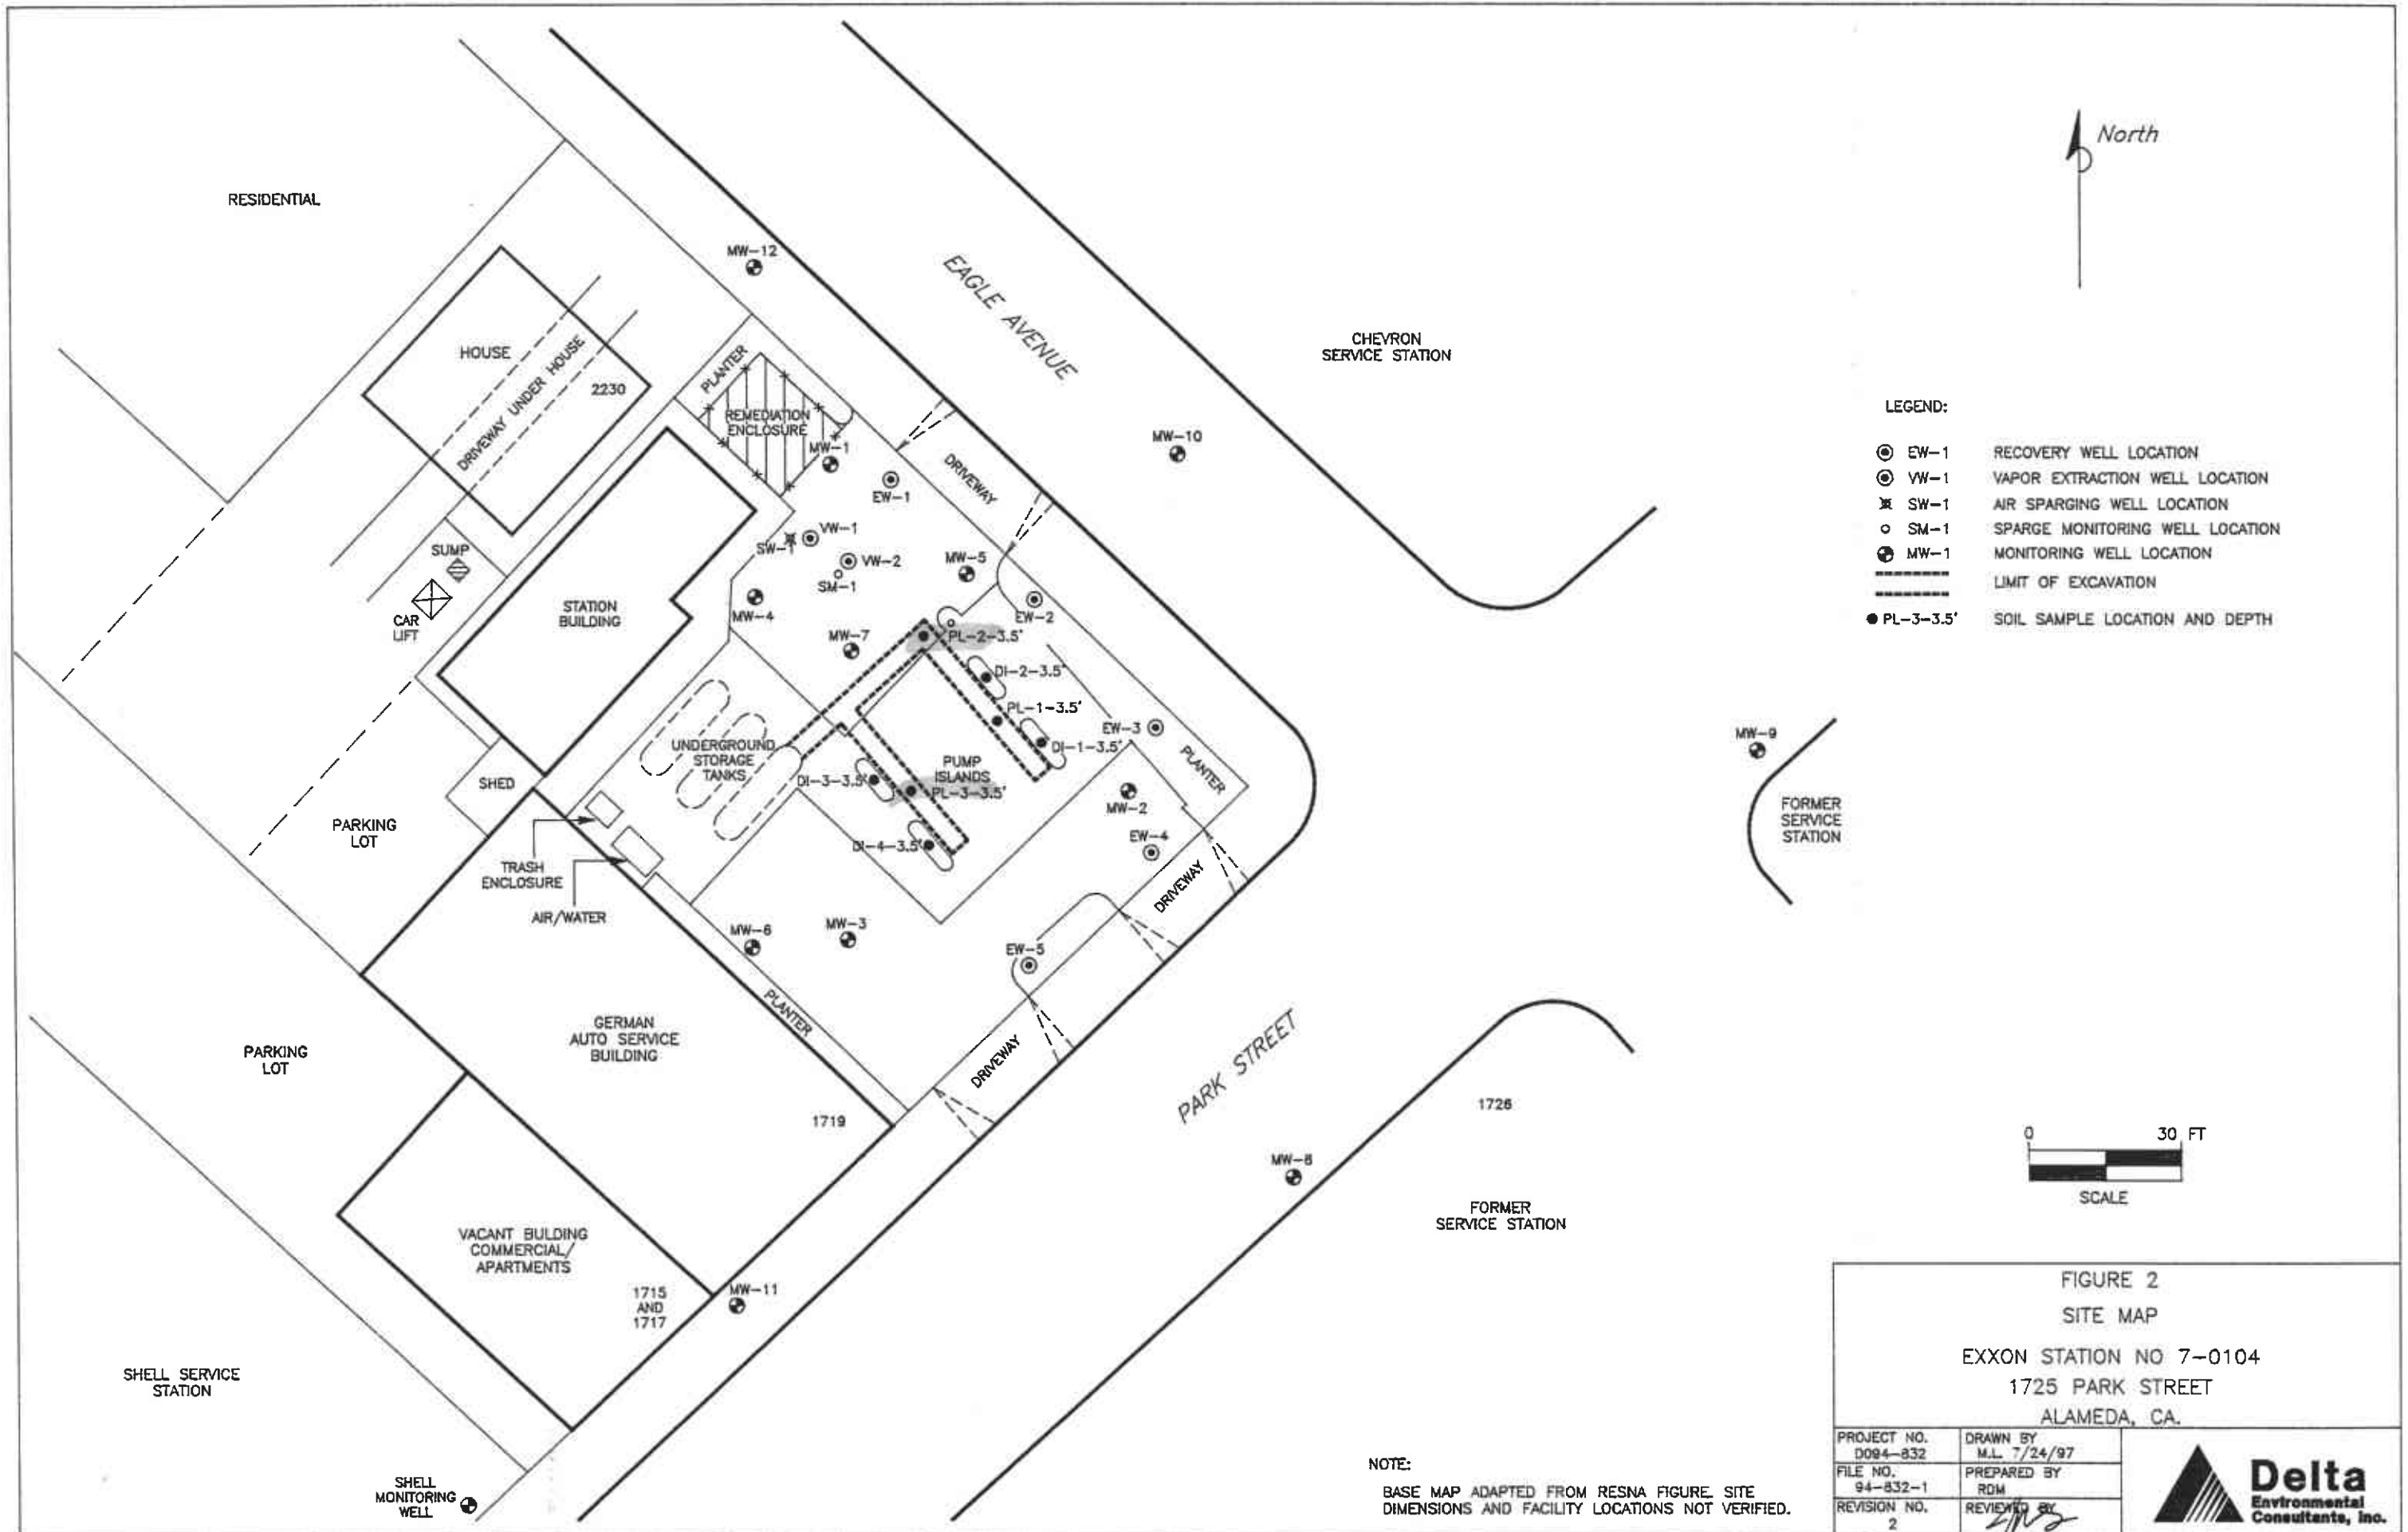 RESIDENTIAL
MW-12
EAGLE AVENUE
North
CHEVRON
SERVICE STATION
HOUSE
2230
DRIVEWAY UNDER HOUSE
PLANTER
REMEDIATION
ENCLOSURE
MW-1
EW-1
DRIVEWAY
MW-10
LEGEND:
EW-1 RECOVERY WELL LOCATION
VW-1 VAPOR EXTRACTION WELL LOCATION
SW-1 AIR SPARGING WELL LOCATION
SM-1 SPARGE MONITORING WELL LOCATION
MW-1 MONITORING WELL LOCATION
LIMIT OF EXCAVATION
PL-3-3.5' SOIL SAMPLE LOCATION AND DEPTH
SUMP
CAR
LIFT
STATION
BUILDING
SW-1
VW-1
VW-2
SM-1
MW-5
MW-4
MW-7
EW-2
PL-2-3.5'
DI-2-3.5'
PL-1-3.5'
DI-1-3.5'
EW-3
PLANTER
MW-9
UNDERGROUND
STORAGE
TANKS
PUMP
ISLANDS
DI-3-3.5'
PL-3-3.5'
DI-4-3.5'
MW-2
EW-4
DRIVEWAY
FORMER
SERVICE
STATION
SHED
PARKING
LOT
TRASH
ENCLOSURE
AIR/WATER
MW-6
MW-3
EW-5
PLANTER
DRIVEWAY
PARK STREET
GERMAN
AUTO SERVICE
BUILDING
PARKING
LOT
1719
1726
MW-8
FORMER
SERVICE STATION
0 30 FT
SCALE
VACANT BULDING
COMMERCIAL/
APARTMENTS
1715
AND
1717
MW-11
SHELL SERVICE
STATION
SHELL
MONITORING
WELL
NOTE:
BASE MAP ADAPTED FROM RESNA FIGURE. SITE
DIMENSIONS AND FACILITY LOCATIONS NOT VERIFIED.
FIGURE 2
SITE MAP
EXXON STATION NO 7-0104
1725 PARK STREET
ALAMEDA, CA.
PROJECT NO.
D094-832
DRAWN BY
M.L. 7/24/97
FILE NO.
94-832-1
PREPARED BY
RDM
REVISION NO.
2
REVIEWED BY
Delta
Environmental
Consultants, Inc.